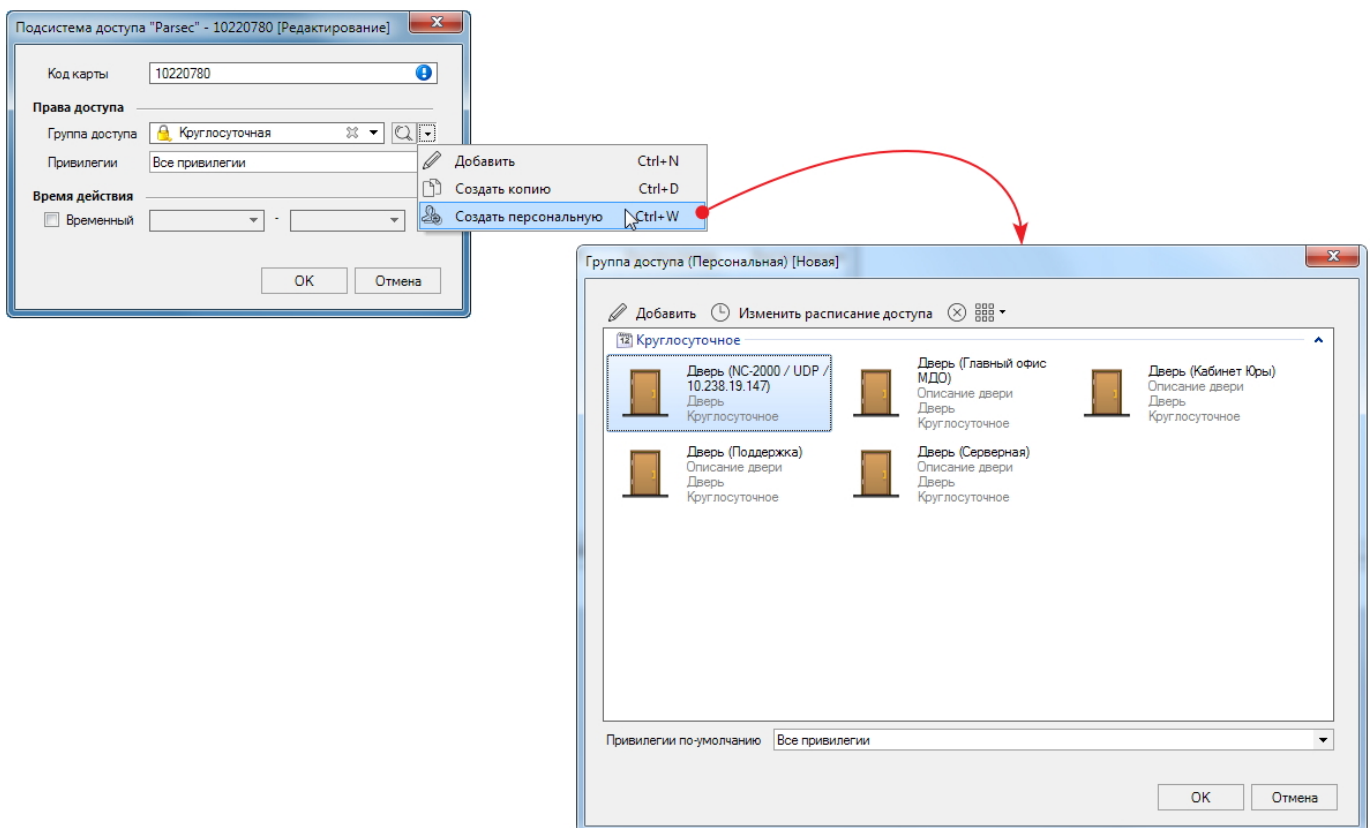 Подсистема доступа "Parsec" - 10220780 [Редактирование]
Код карты 10220780
Права доступа
Группа доступа Круглосуточная
Привилегии Все привилегии
Время действия
Временный -
OK Отмена
Добавить Ctrl+N
Создать копию Ctrl+D
Создать персональную Ctrl+W
Группа доступа (Персональная) [Новая]
Добавить Изменить расписание доступа
12 Круглосуточное
Дверь (NC-2000 / UDP /
10.238.19.147)
Дверь
Круглосуточное
Дверь (Главный офис
МДО)
Описание двери
Дверь
Круглосуточное
Дверь (Кабинет Юры)
Описание двери
Дверь
Круглосуточное
Дверь (Поддержка)
Описание двери
Дверь
Круглосуточное
Дверь (Серверная)
Описание двери
Дверь
Круглосуточное
Привилегии по-умолчанию Все привилегии
OK Отмена